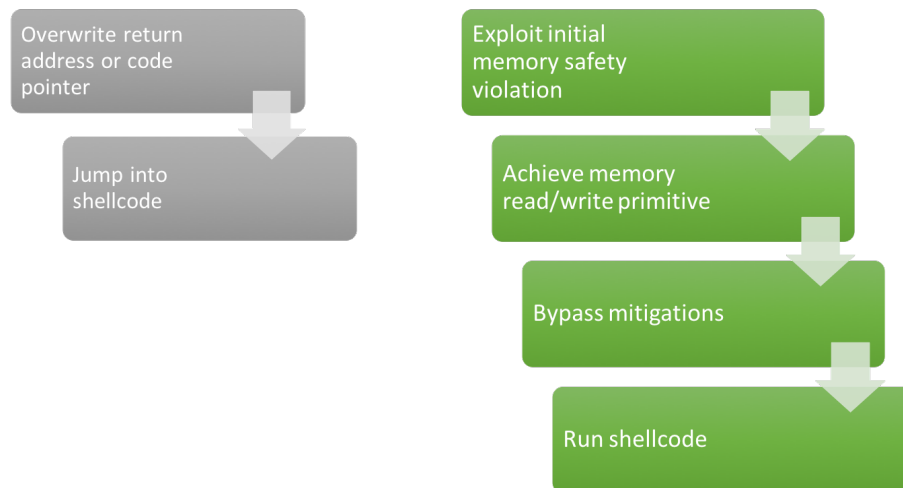 Overwrite return
address or code
pointer
Jump into
shellcode
Exploit initial
memory safety
violation
Achieve memory
read/write primitive
Bypass mitigations
Run shellcode